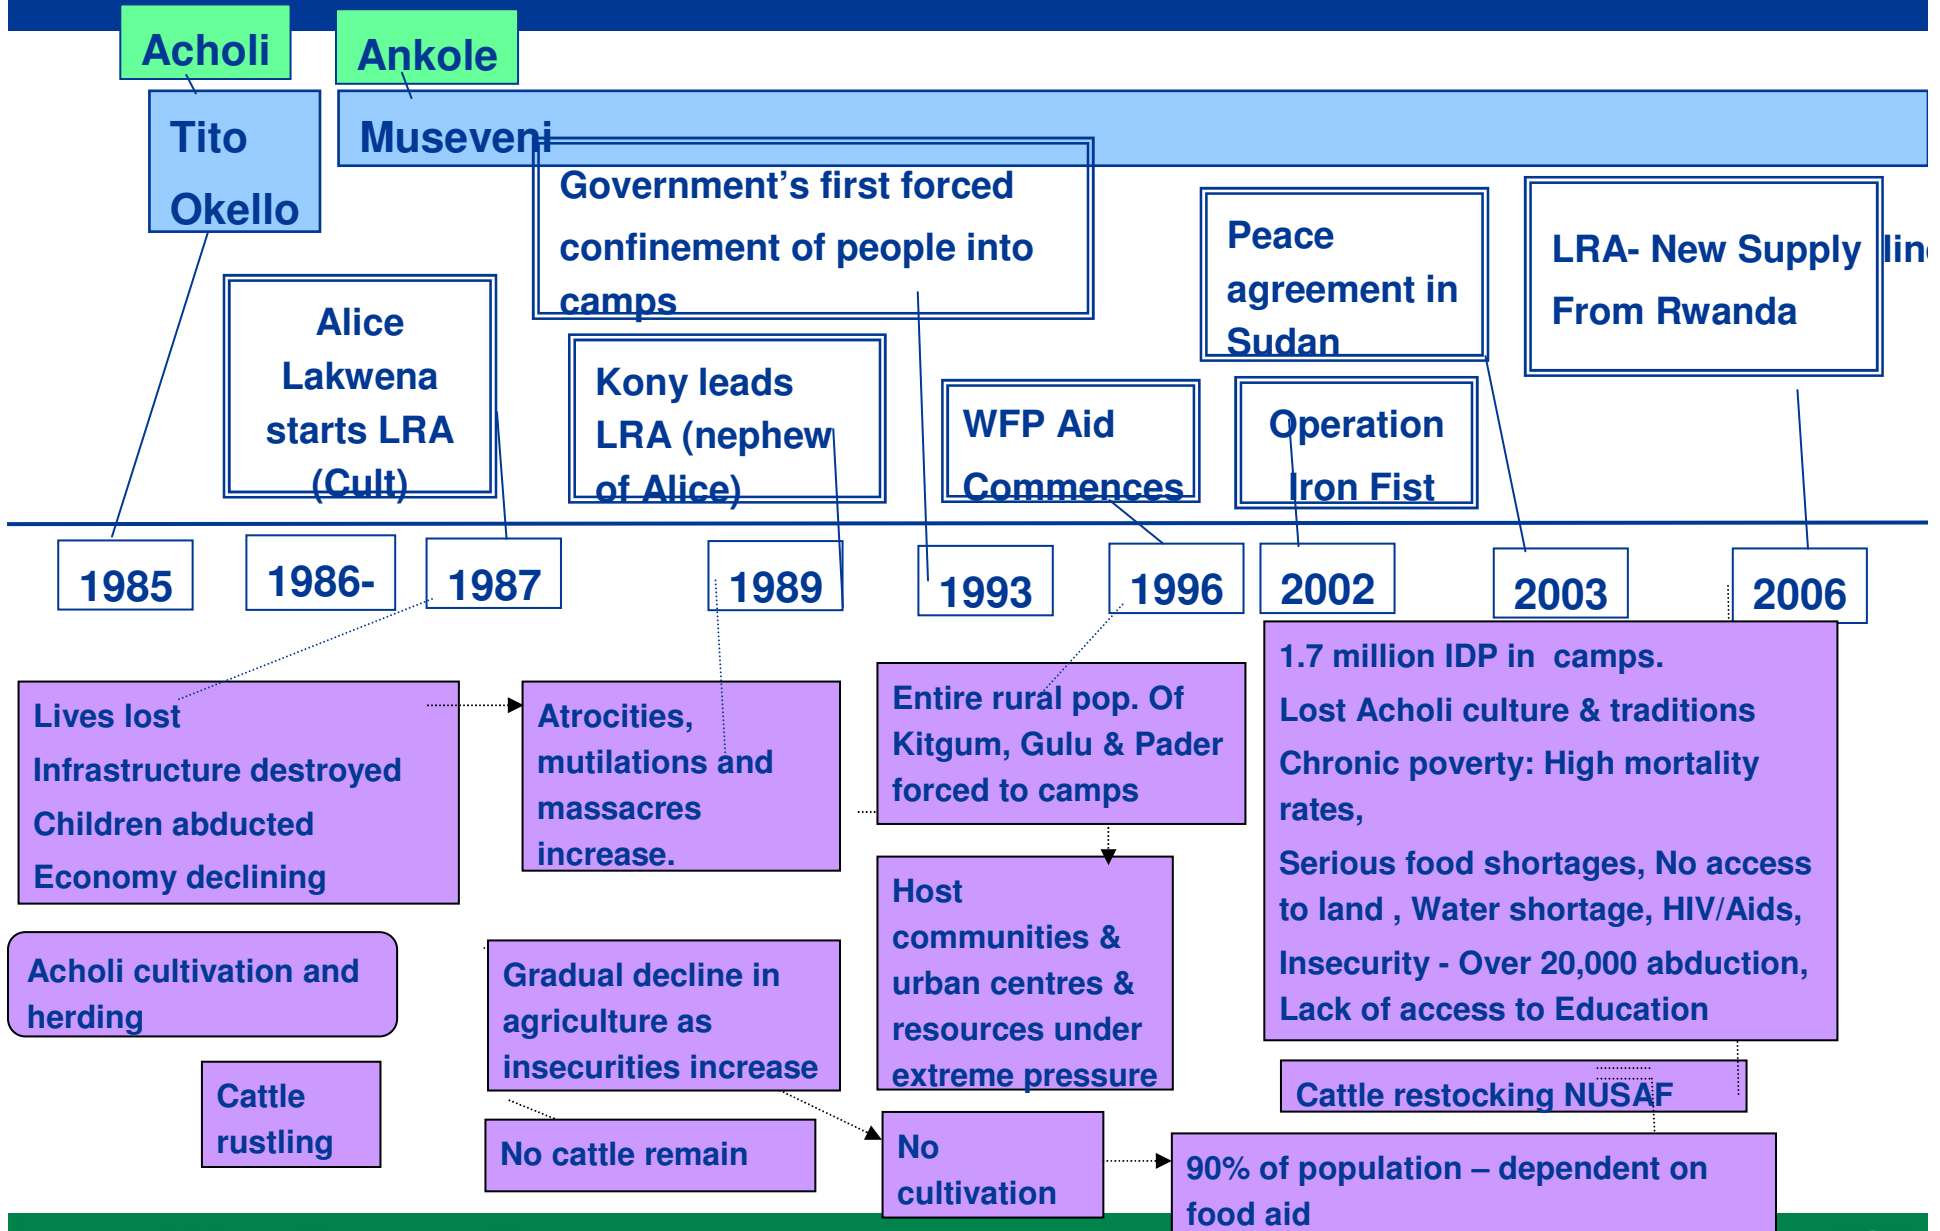 Acholi
Ankole
Tito
Okello
Museveni
Government’s first forced
confinement of people into
camps
Peace
agreement in
Sudan
LRA- New Supply
From Rwanda
Alice
Lakwena
starts LRA
(Cult)
Kony leads
LRA (nephew
of Alice)
WFP Aid
Commences
Operation
Iron Fist
1985
1986-
1987
1989
1993
1996
2002
2003
2006
Lives lost
Infrastructure destroyed
Children abducted
Economy declining
Atrocities,
mutilations and
massacres
increase.
Entire rural pop. Of
Kitgum, Gulu & Pader
forced to camps
1.7 million IDP in camps.
Lost Acholi culture & traditions
Chronic poverty: High mortality
rates,
Serious food shortages, No access
to land , Water shortage, HIV/Aids,
Insecurity - Over 20,000 abduction,
Lack of access to Education
Host
communities &
urban centres &
resources under
extreme pressure
Acholi cultivation and
herding
Gradual decline in
agriculture as
insecurities increase
Cattle
rustling
No cattle remain
No
cultivation
Cattle restocking NUSAF
90% of population – dependent on
food aid